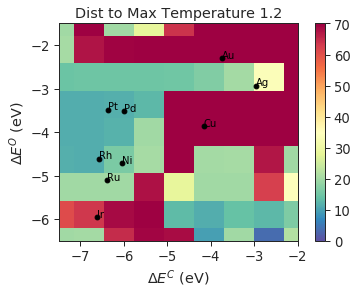 Dist to Max Temperature 1.2
−2
−3
−4
−5
−6
ΔE^O (eV)
Au
Ag
Pt
Pd
Cu
Rh
Ni
Ru
Ir
−7
−6
−5
−4
−3
−2
ΔE^C (eV)
70
60
50
40
30
20
10
0